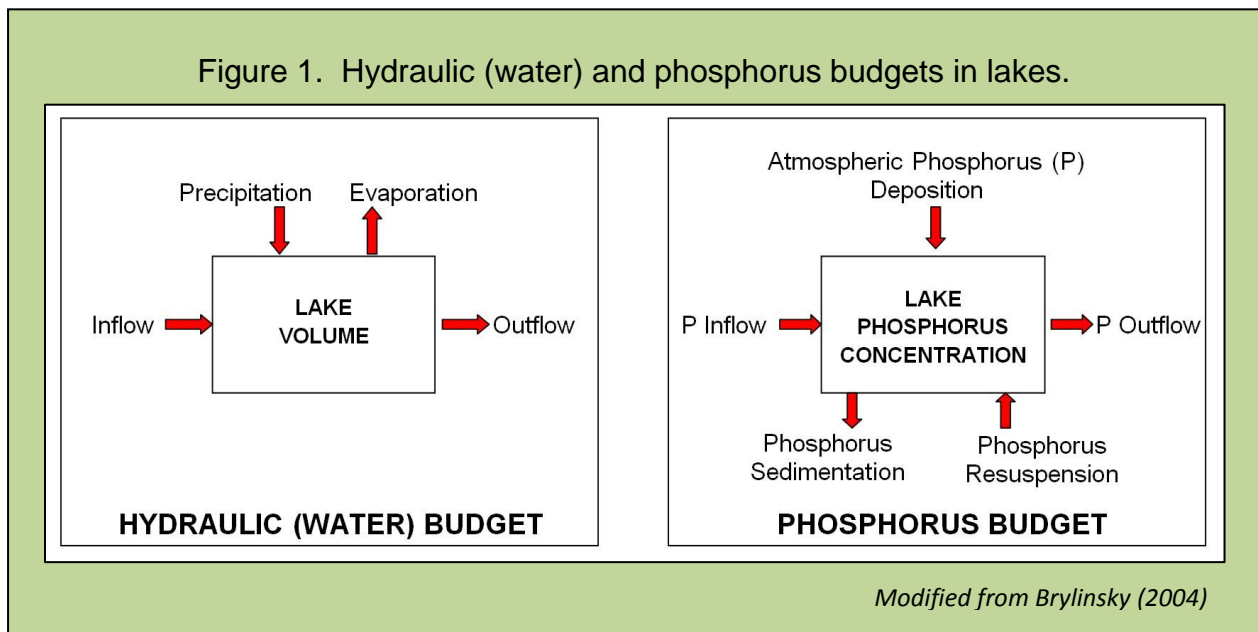 Figure 1. Hydraulic (water) and phosphorus budgets in lakes.
Precipitation
Evaporation
Inflow
LAKE
VOLUME
Outflow
HYDRAULIC (WATER) BUDGET
Atmospheric Phosphorus (P)
Deposition
P Inflow
LAKE
PHOSPHORUS
CONCENTRATION
P Outflow
Phosphorus
Sedimentation
Phosphorus
Resuspension
PHOSPHORUS BUDGET
Modified from Brylinsky (2004)